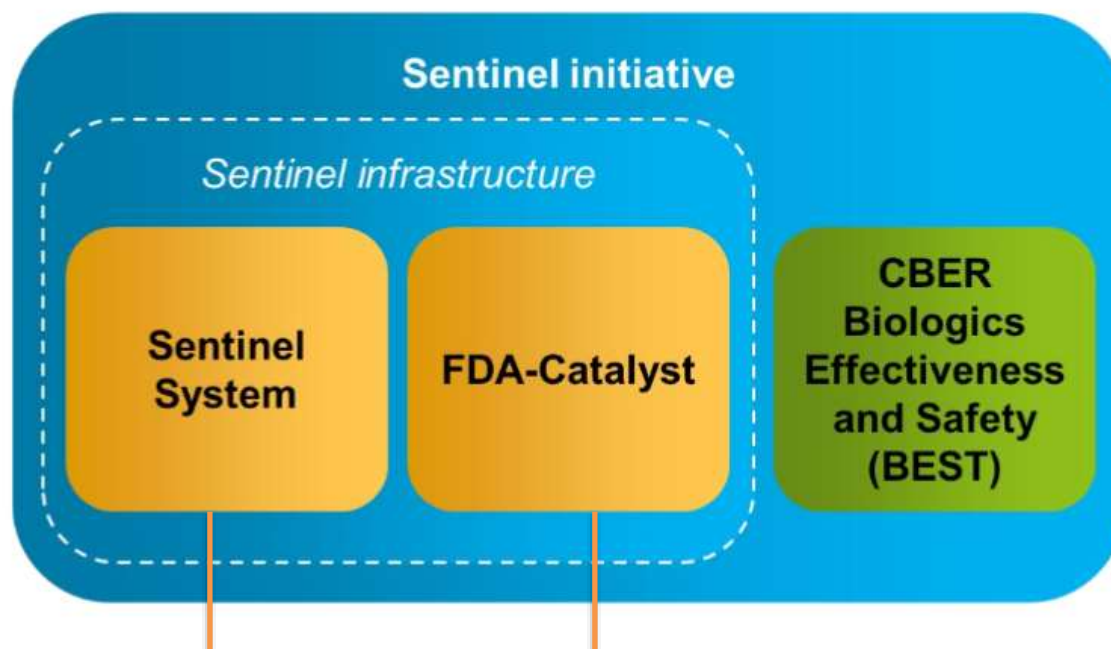 Sentinel initiative
Sentinel infrastructure
Sentinel
System
FDA-Catalyst
CBER
Biologics
Effectiveness
and Safety
(BEST)